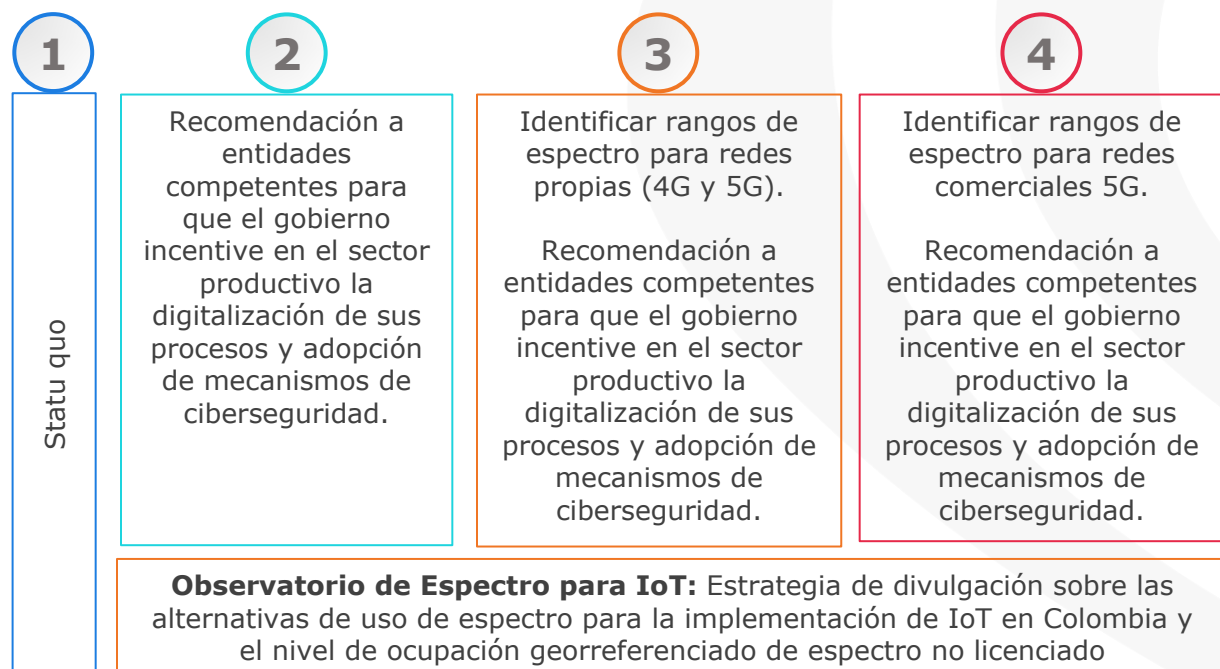 1
Statu quo
2
Recomendación a
entidades
competentes para
que el gobierno
incentive en el sector
productivo la
digitalización de sus
procesos y adopción
de mecanismos de
ciberseguridad.
3
Identificar rangos de
espectro para redes
propias (4G y 5G).
Recomendación a
entidades competentes
para que el gobierno
incentive en el sector
productivo la
digitalización de sus
procesos y adopción de
mecanismos de
ciberseguridad.
4
Identificar rangos de
espectro para redes
comerciales 5G.
Recomendación a
entidades competentes
para que el gobierno
incentive en el sector
productivo la
digitalización de sus
procesos y adopción de
mecanismos de
ciberseguridad.
Observatorio de Espectro para IoT: Estrategia de divulgación sobre las
alternativas de uso de espectro para la implementación de IoT en Colombia y
el nivel de ocupación georreferenciado de espectro no licenciado